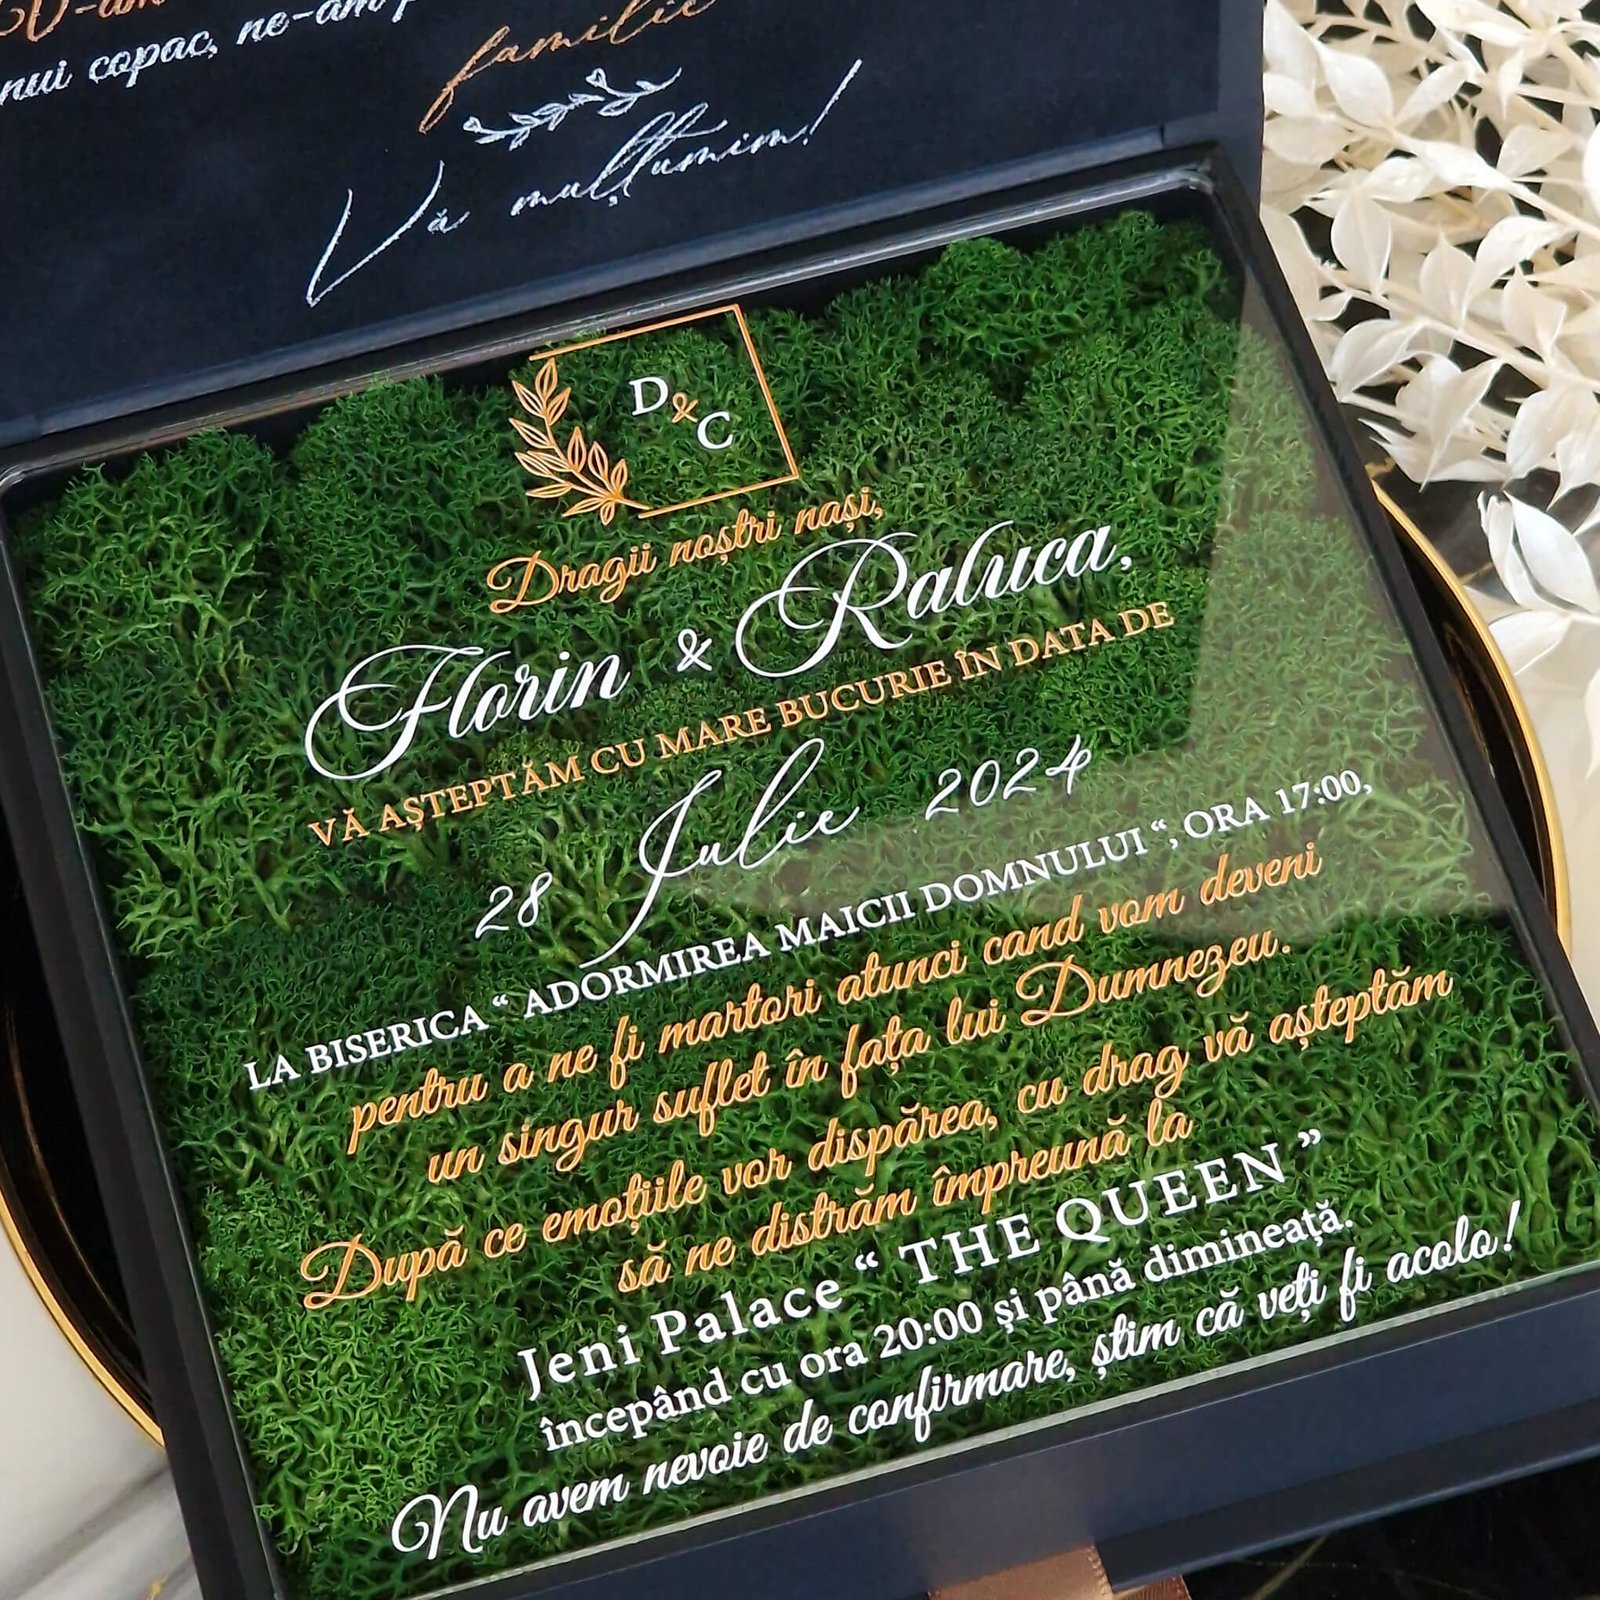 copac, ne-am
familie
Vă mulțumim!
D & C
Dragii noștri nași,
Florin & Raluca,
VĂ AȘTEPTĂM CU MARE BUCURIE ÎN DATA DE
28 Iulie 2024
LA BISERICA “ ADORMIREA MAICII DOMNULUI “, ORA 17:00,
pentru a ne fi martori atunci cand vom deveni
un singur suflet în fața lui Dumnezeu.
După ce emoțiile vor dispărea, cu drag vă așteptăm
să ne distrăm împreună la
Jeni Palace “ THE QUEEN ”
începând cu ora 20:00 și până dimineață.
Nu avem nevoie de confirmare, știm că veți fi acolo!